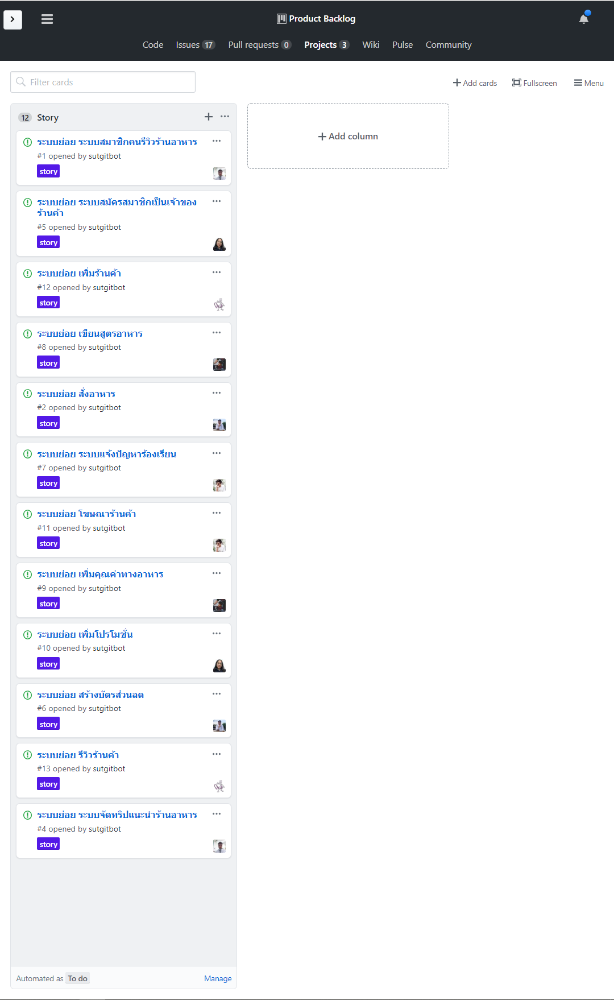 Product Backlog
Code Issues 17 Pull requests 0 Projects 3 Wiki Pulse Community
Filter cards
Add cards Fullscreen Menu
12 Story
Add column
ระบบย่อย ระบบสมาชิกคนรีวิวร้านอาหาร
#1 opened by sutgitbot
story
ระบบย่อย ระบบสมัครสมาชิกเป็นเจ้าของ
ร้านค้า
#5 opened by sutgitbot
story
ระบบย่อย เพิ่มร้านค้า
#12 opened by sutgitbot
story
ระบบย่อย เขียนสูตรอาหาร
#8 opened by sutgitbot
story
ระบบย่อย สั่งอาหาร
#2 opened by sutgitbot
story
ระบบย่อย ระบบแจ้งปัญหาร้องเรียน
#7 opened by sutgitbot
story
ระบบย่อย โฆษณาร้านค้า
#11 opened by sutgitbot
story
ระบบย่อย เพิ่มคุณค่าทางอาหาร
#9 opened by sutgitbot
story
ระบบย่อย เพิ่มโปรโมชั่น
#10 opened by sutgitbot
story
ระบบย่อย สร้างบัตรส่วนลด
#6 opened by sutgitbot
story
ระบบย่อย รีวิวร้านค้า
#13 opened by sutgitbot
story
ระบบย่อย ระบบจัดทริปแนะนำร้านอาหาร
#4 opened by sutgitbot
story
Automated as To do Manage